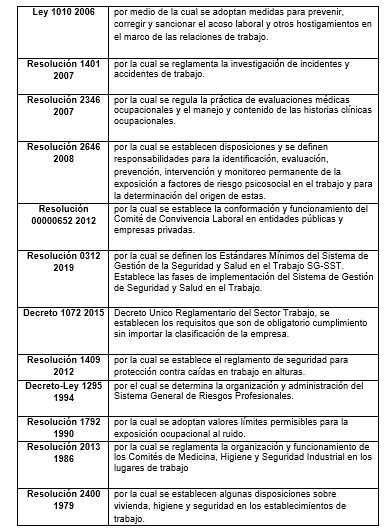 Ley 1010 2006 por medio de la cual se adoptan medidas para prevenir,
corregir y sancionar el acoso laboral y otros hostigamientos en
el marco de las relaciones de trabajo.
Resolución 1401 por la cual se reglamenta la investigación de incidentes y
2007 accidentes de trabajo.
Resolución 2346 por la cual se regula la práctica de evaluaciones médicas
2007 ocupacionales y el manejo y contenido de las historias clínicas
ocupacionales.
Resolución 2646 por la cual se establecen disposiciones y se definen
2008 responsabilidades para la identificación, evaluación,
prevención, intervención y monitoreo permanente de la
exposición a factores de riesgo psicosocial en el trabajo y para
la determinación del origen de estas.
Resolución por la cual se establece la conformación y funcionamiento del
00000652 2012 Comité de Convivencia Laboral en entidades públicas y
empresas privadas.
Resolución 0312 por la cual se definen los Estándares Mínimos del Sistema de
2019 Gestión de la Seguridad y Salud en el Trabajo SG-SST.
Establece las fases de implementación del Sistema de Gestión
de Seguridad y Salud en el Trabajo.
Decreto 1072 2015 Decreto Unico Reglamentario del Sector Trabajo, se
establecen los requisitos que son de obligatorio cumplimiento
sin importar la clasificación de la empresa.
Resolución 1409 por la cual se establece el reglamento de seguridad para
2012 protección contra caídas en trabajo en alturas.
Decreto-Ley 1295 por el cual se determina la organización y administración del
1994 Sistema General de Riesgos Profesionales.
Resolución 1792 por la cual se adoptan valores límites permisibles para la
1990 exposición ocupacional al ruido.
Resolución 2013 por la cual se reglamenta la organización y funcionamiento de
1986 los Comités de Medicina, Higiene y Seguridad Industrial en los
lugares de trabajo
Resolución 2400 por la cual se establecen algunas disposiciones sobre
1979 vivienda, higiene y seguridad en los establecimientos de
trabajo.